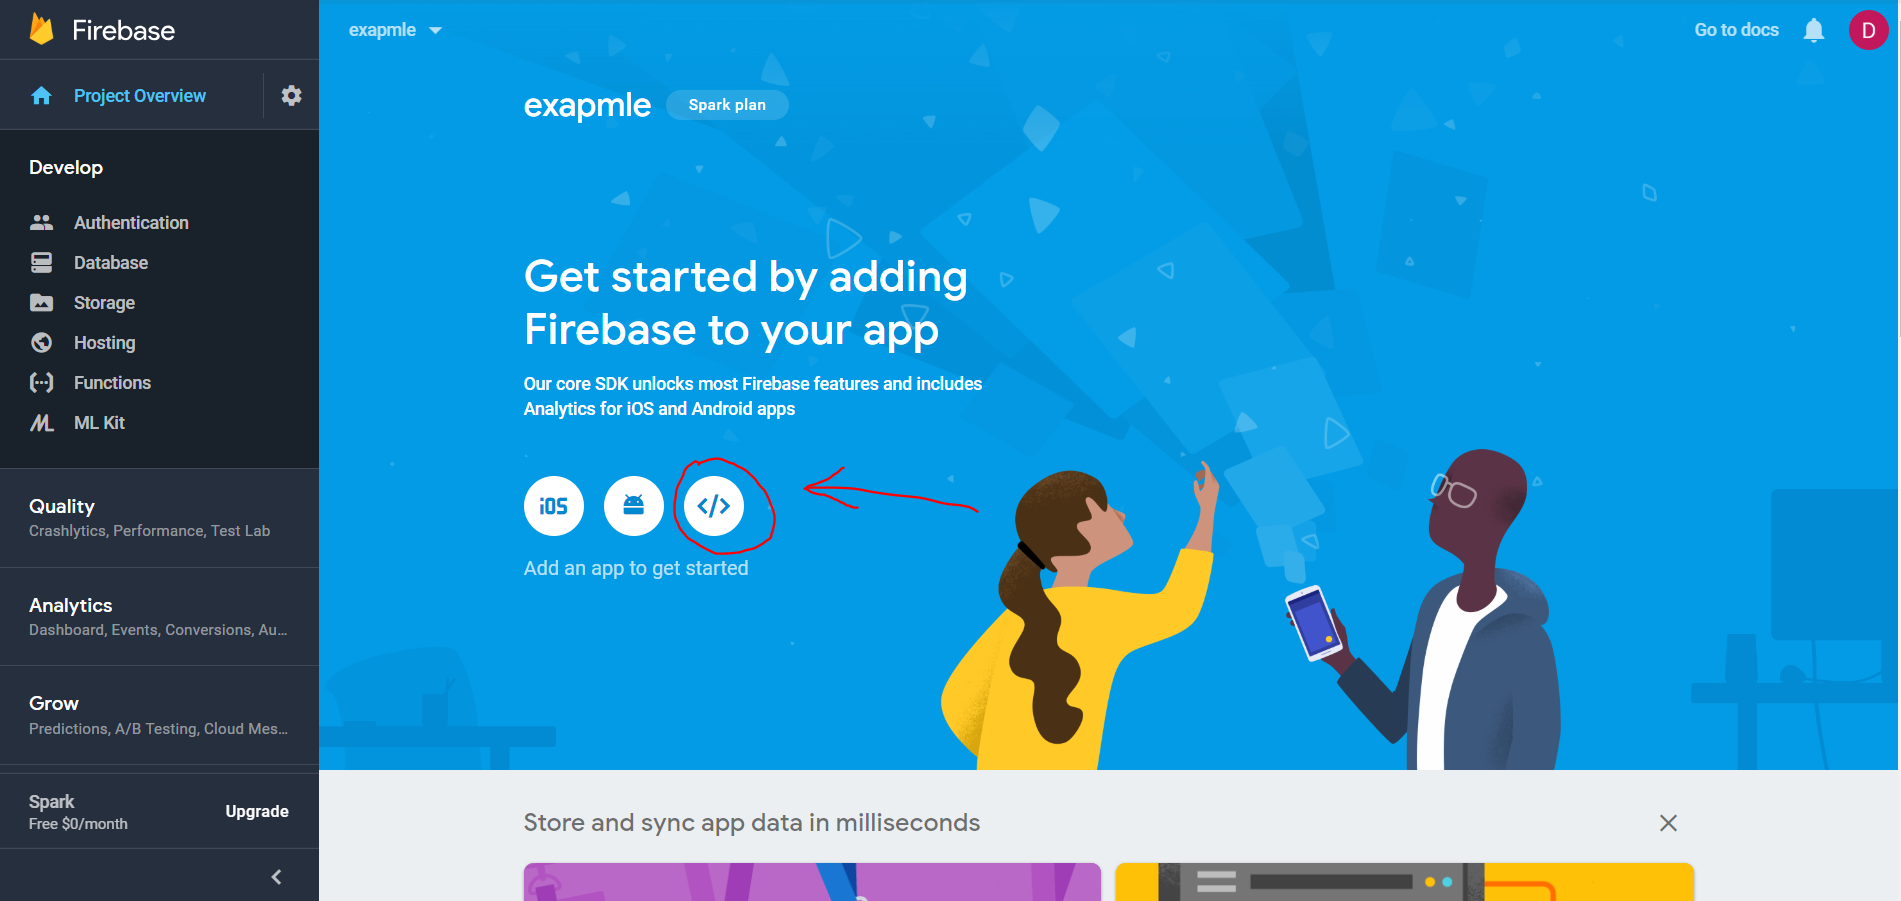 Firebase
Project Overview
Develop
Authentication
Database
Storage
Hosting
Functions
ML Kit
Quality
Crashlytics, Performance, Test Lab
Analytics
Dashboard, Events, Conversions, Au...
Grow
Predictions, A/B Testing, Cloud Mes...
Spark
Free $0/month
Upgrade
exapmle
Go to docs
D
exapmle
Spark plan
Get started by adding
Firebase to your app
Our core SDK unlocks most Firebase features and includes
Analytics for iOS and Android apps
iOS
</>
Add an app to get started
Store and sync app data in milliseconds